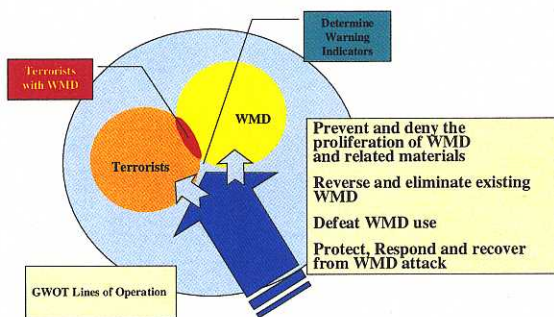 Determine
Warning
Indicators
Terrorists
with WMD
WMD
Terrorists
Prevent and deny the
proliferation of WMD
and related materials
Reverse and eliminate existing
WMD
Defeat WMD use
Protect, Respond and recover
from WMD attack
GWOT Lines of Operation